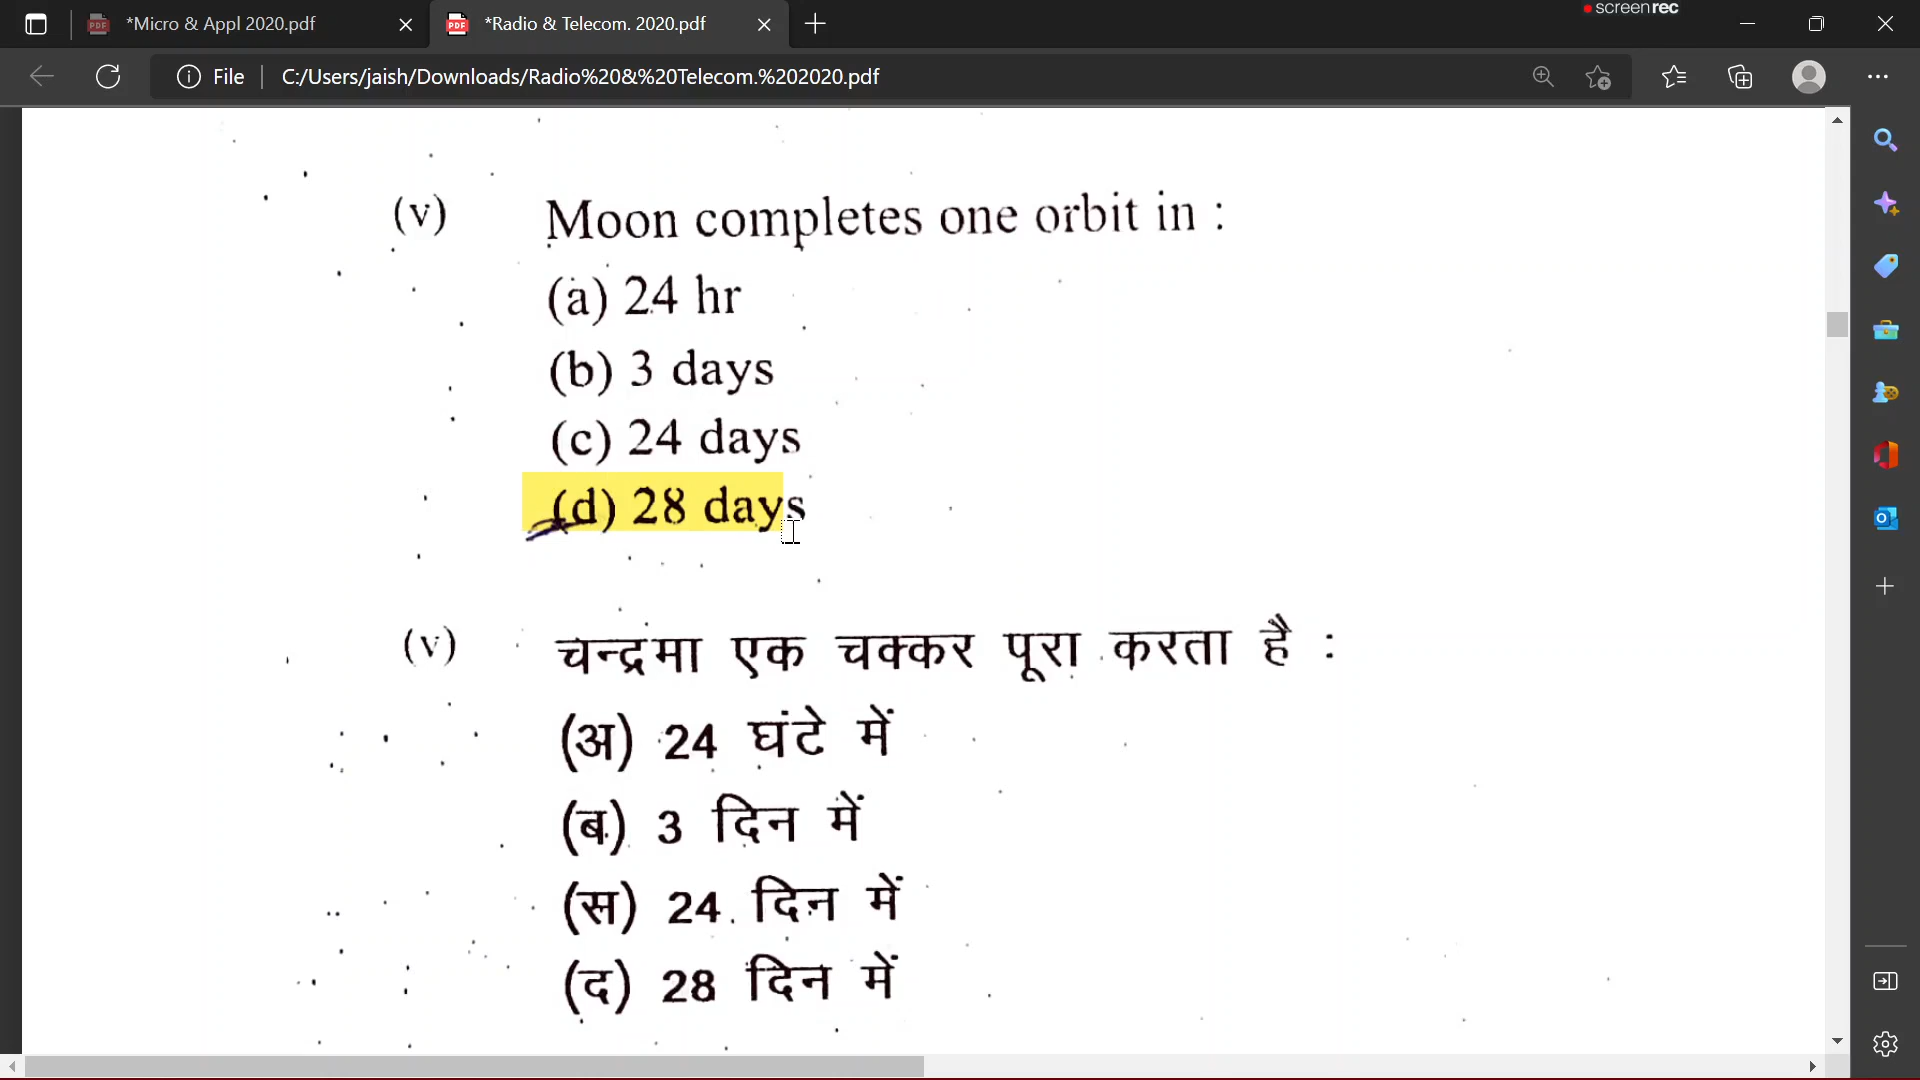 *Micro & Appl 2020.pdf
*Radio & Telecom. 2020.pdf
screenrec
File
C:/Users/jaish/Downloads/Radio%20&%20Telecom.%202020.pdf
(v) Moon completes one orbit in :
(a) 24 hr
(b) 3 days
(c) 24 days
(d) 28 days
(v) चन्द्रमा एक चक्कर पूरा करता है :
(अ) 24 घंटे में
(ब) 3 दिन में
(स) 24 दिन में
(द) 28 दिन में